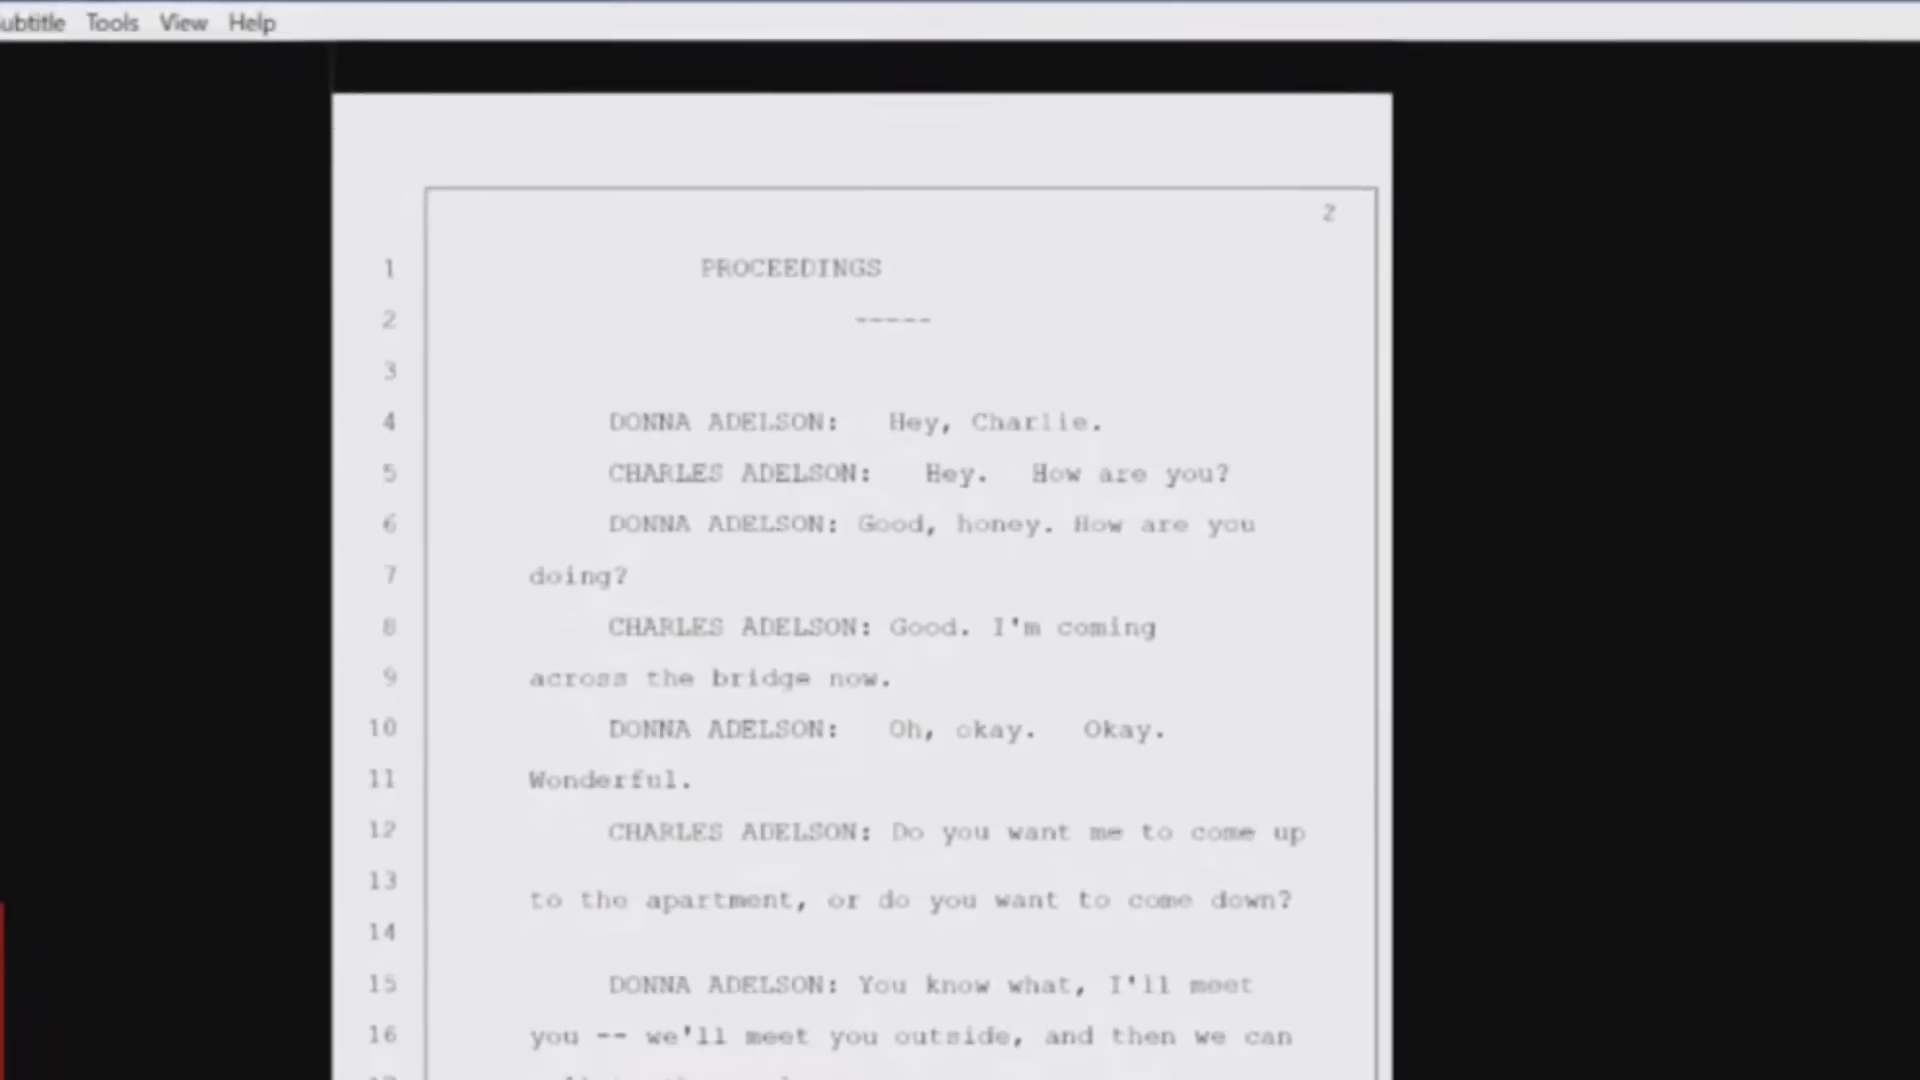 Tools View Help
2
1 PROCEEDINGS
2 -----
3
4 DONNA ADELSON: Hey, Charlie.
5 CHARLES ADELSON: Hey. How are you?
6 DONNA ADELSON: Good, honey. How are you
7 doing?
8 CHARLES ADELSON: Good. I'm coming
9 across the bridge now.
10 DONNA ADELSON: Oh, okay. Okay.
11 Wonderful.
12 CHARLES ADELSON: Do you want me to come up
13 to the apartment, or do you want to come down?
14
15 DONNA ADELSON: You know what, I'll meet
16 you -- we'll meet you outside, and then we can